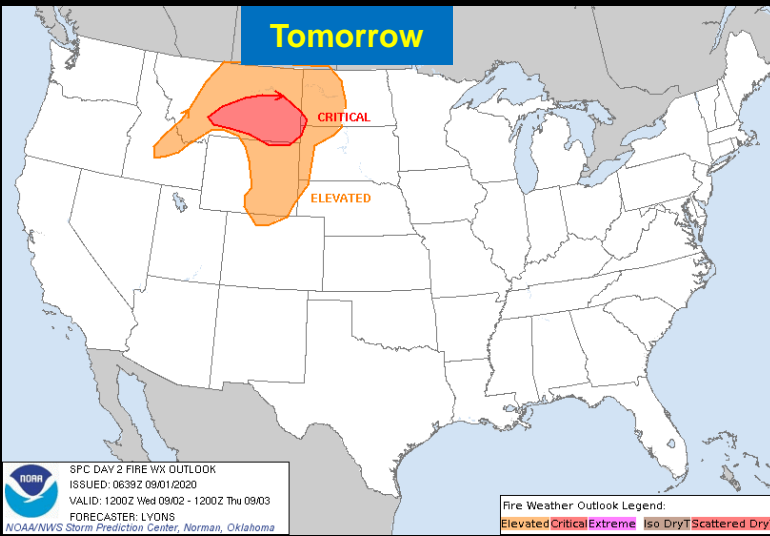 Tomorrow
CRITICAL
ELEVATED
NOAA
SPC DAY 2 FIRE WX OUTLOOK
ISSUED: 0639Z 09/01/2020
VALID: 1200Z Wed 09/02 - 1200Z Thu 09/03
FORECASTER: LYONS
NOAA/NWS Storm Prediction Center, Norman, Oklahoma
Fire Weather Outlook Legend:
Elevated Critical Extreme Iso DryT Scattered Dry